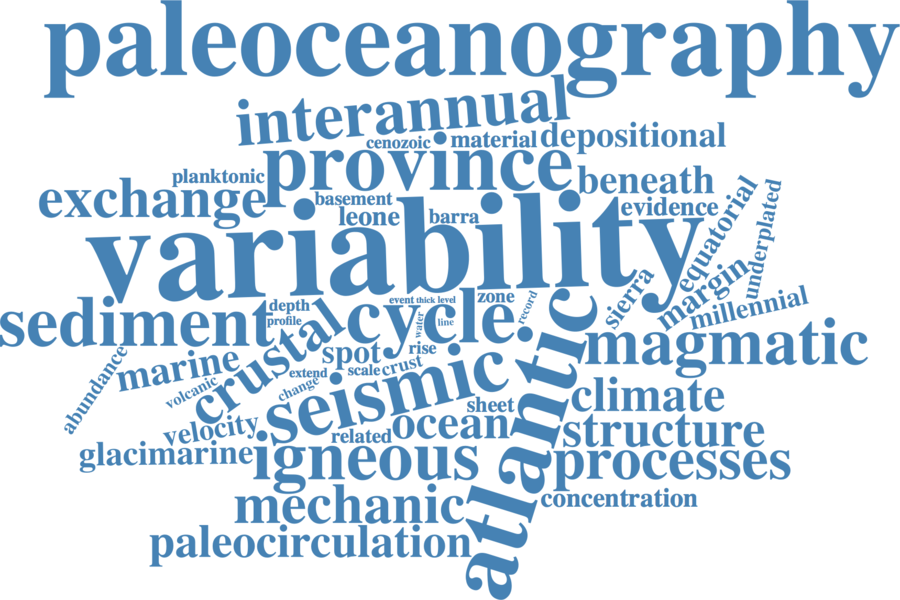 paleoceanography
interannual
cenozoic material depositional
province
planktonic
exchange
basement
beneath
leone barra
evidence
equatorial
underplated
variability
sierra
margin
millennial
sediment
depth
profile
crustal
cycle
event thick level
water
line
zone
record
atlantic
magmatic
abundance
marine
volcanic
spot
rise
extend
scale crust
change
seismic
climate
sheet
velocity
related ocean
structure
glacimarine
igneous
processes
mechanic
concentration
paleocirculation